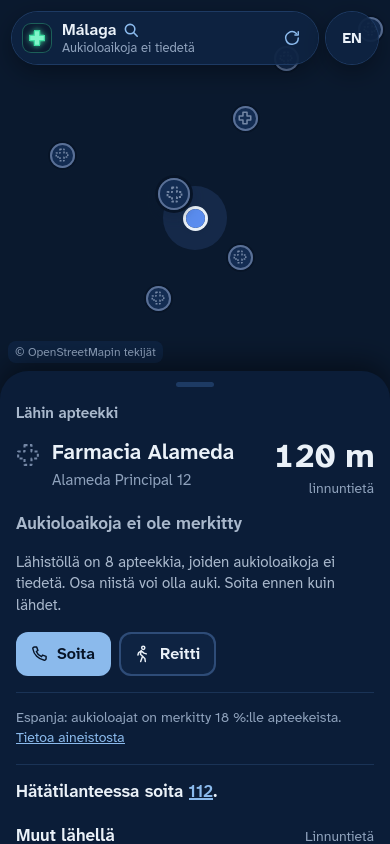 Málaga
Aukioloaikoja ei tiedetä
EN
© OpenStreetMapin tekijät
Lähin apteekki
Farmacia Alameda
120 m
Alameda Principal 12
linnuntietä
Aukioloaikoja ei ole merkitty
Lähistöllä on 8 apteekkia, joiden aukioloaikoja ei
tiedetä. Osa niistä voi olla auki. Soita ennen kuin
lähdet.
Soita
Reitti
Espanja: aukioloajat on merkitty 18 %:lle apteekeista.
Tietoa aineistosta
Hätätilanteessa soita 112.
Muut lähellä
Linnuntietä